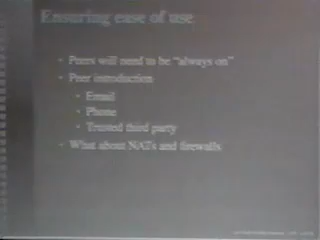 Ensuring ease of use
• Peers will need to be "always on"
• Peer introduction
• Email
• Phone
• Trusted third party
• What about NATs and firewalls